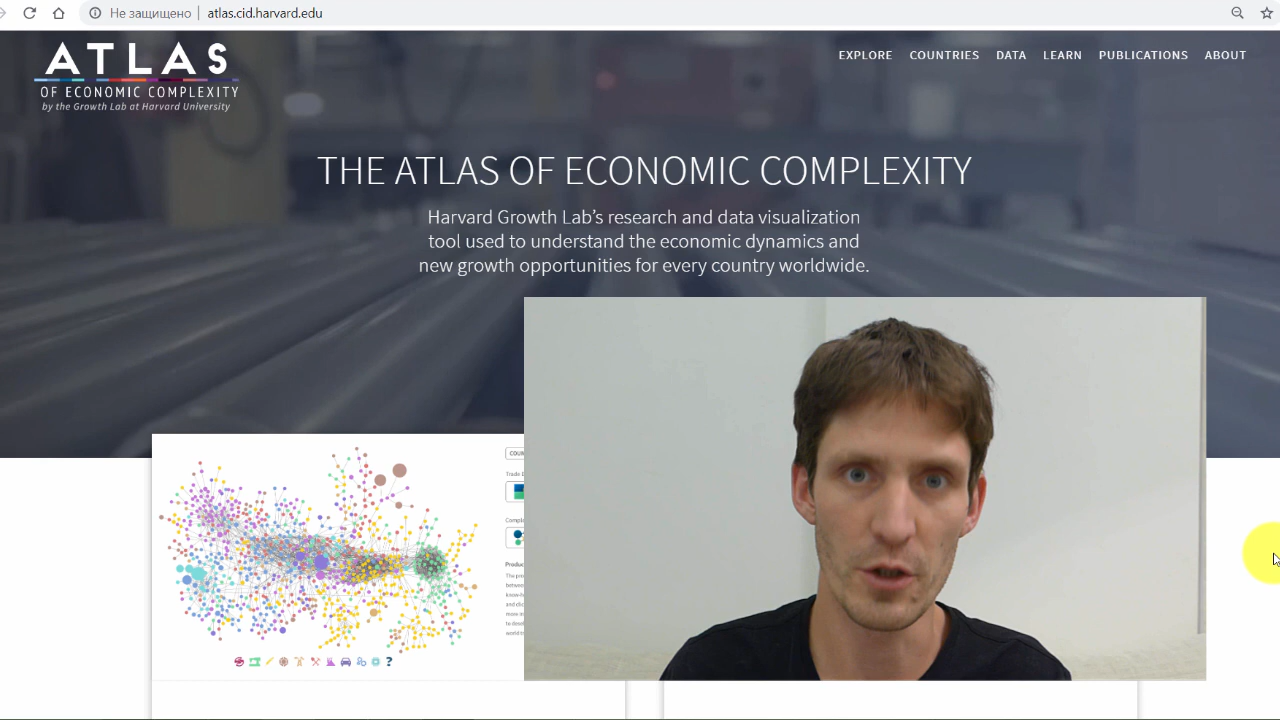 Не защищено | atlas.cid.harvard.edu
ATLAS
OF ECONOMIC COMPLEXITY
by the Growth Lab at Harvard University
EXPLORE COUNTRIES DATA LEARN PUBLICATIONS ABOUT
THE ATLAS OF ECONOMIC COMPLEXITY
Harvard Growth Lab’s research and data visualization
tool used to understand the economic dynamics and
new growth opportunities for every country worldwide.